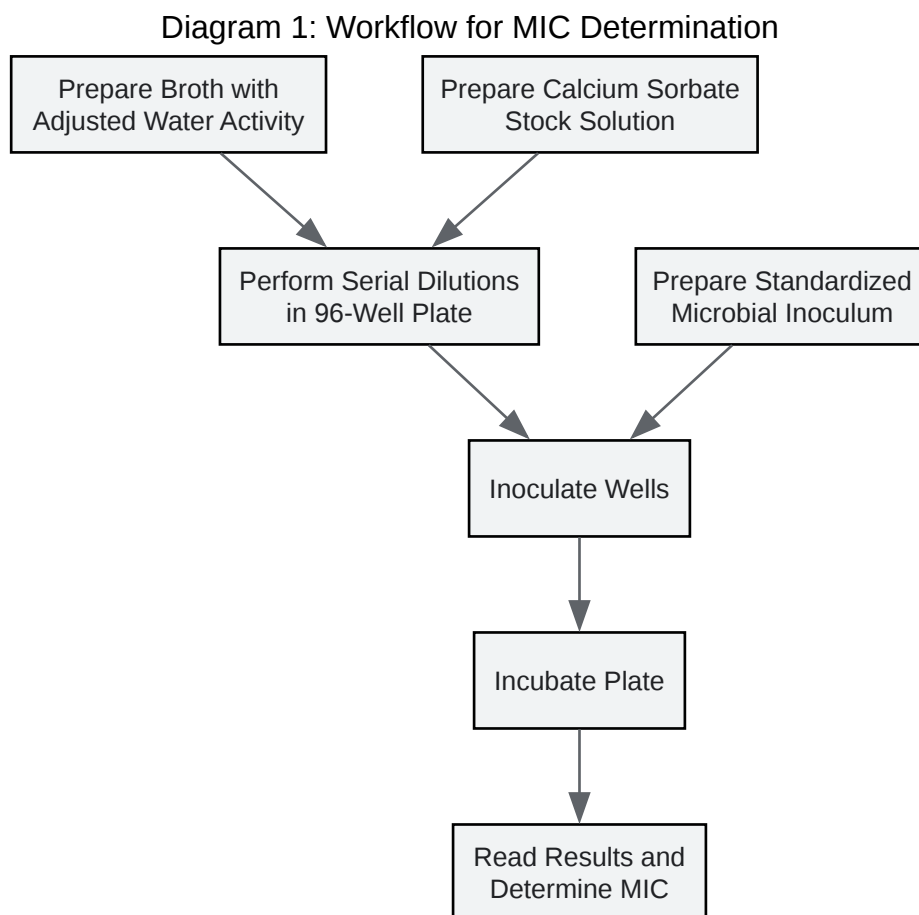 Diagram 1: Workflow for MIC Determination
Prepare Broth with
Adjusted Water Activity
Prepare Calcium Sorbate
Stock Solution
Perform Serial Dilutions
in 96-Well Plate
Prepare Standardized
Microbial Inoculum
Inoculate Wells
Incubate Plate
Read Results and
Determine MIC